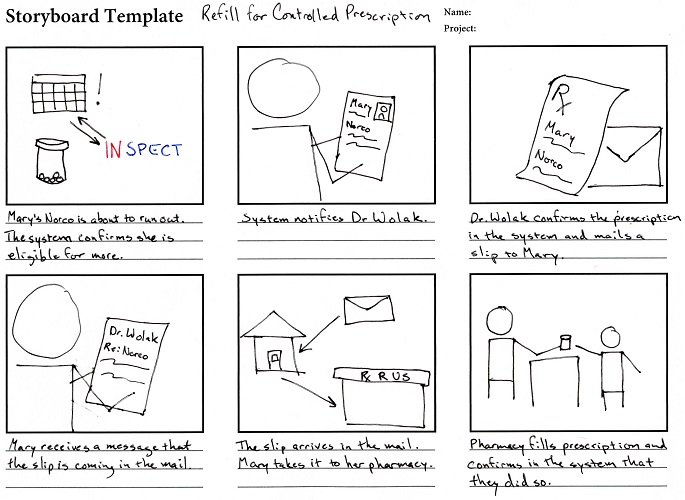 Storyboard Template Refill for Controlled Prescription Name:
Project:
!
INSPECT
Mary's Norco is about to run out.
The system confirms she is
eligible for more.
Mary
Norco
System notifies Dr Wolak.
Rx
Mary
Norco
Dr. Wolak confirms the prescription
in the system and mails a
slip to Mary.
Dr. Wolak
Re: Norco
Mary receives a message that
the slip is coming in the mail.
Rx R US
The slip arrives in the mail.
Mary takes it to her pharmacy.
Pharmacy fills prescription and
confirms in the system that
they did so.